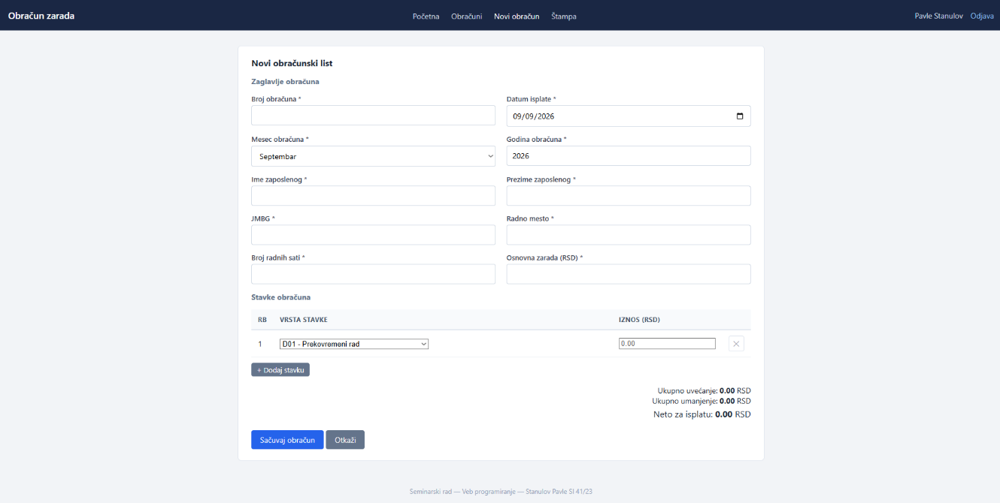 Obračun zarada
Početna Obračuni Novi obračun Štampa
Pavle Stanulov Odjava
Novi obračunski list
Zaglavlje obračuna
Broj obračuna * Datum isplate *
09/09/2026
Mesec obračuna * Godina obračuna *
Septembar 2026
Ime zaposlenog * Prezime zaposlenog *
JMBG * Radno mesto *
Broj radnih sati * Osnovna zarada (RSD) *
Stavke obračuna
RB VRSTA STAVKE IZNOS (RSD)
1 D01 - Prekovremeni rad 0.00
+ Dodaj stavku
Ukupno uvećanje: 0.00 RSD
Ukupno umanjenje: 0.00 RSD
Neto za isplatu: 0.00 RSD
Sačuvaj obračun Otkaži
Seminarski rad — Veb programiranje — Stanulov Pavle SI 41/23